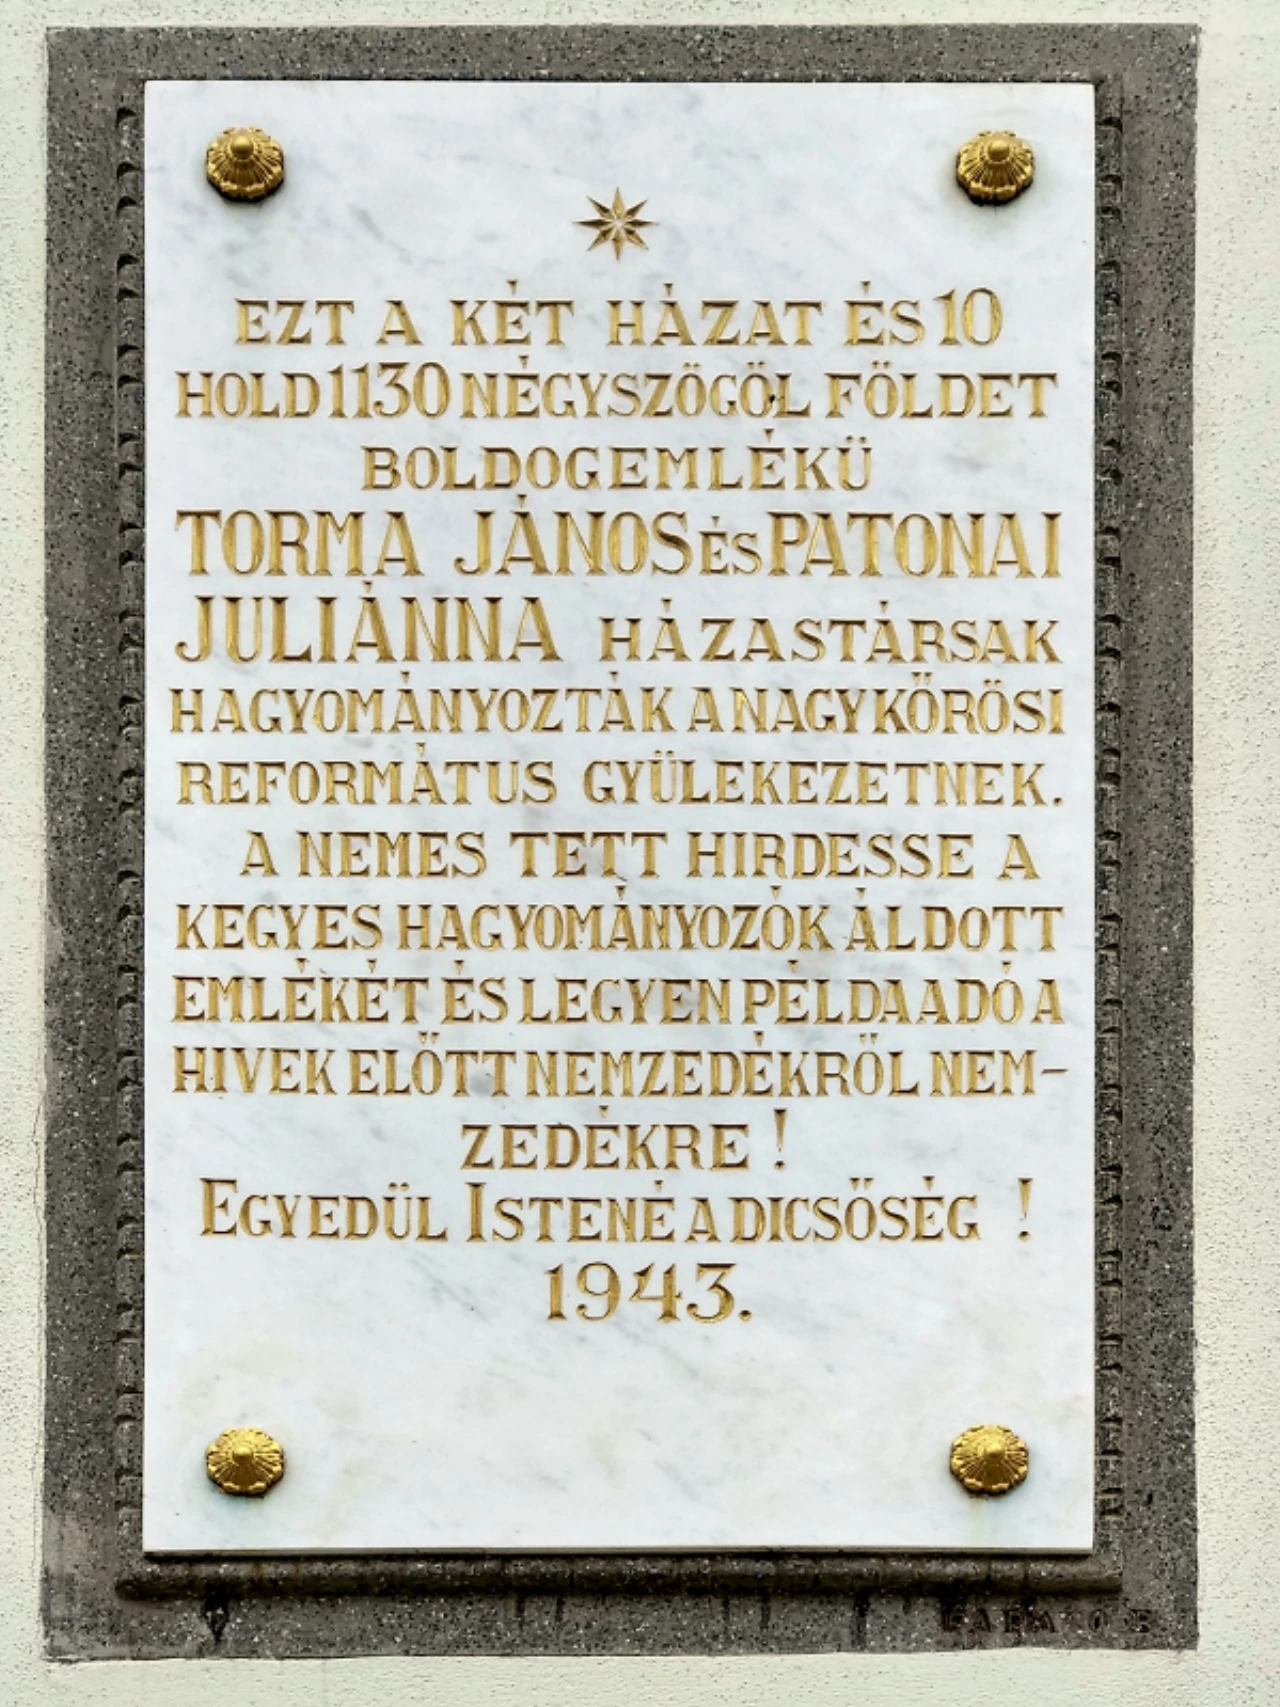 EZT A KÉT HÁZAT ÉS 10
HOLD 1130 NÉGYSZÖGÖL FÖLDET
BOLDOGEMLÉKÜ
TORMA JÁNOS ÉS PATONAI
JULIÁNNA HÁZASTÁRSAK
HAGYOMÁNYOZTÁK A NAGYKŐRÖSI
REFORMÁTUS GYÜLEKEZETNEK.
A NEMES TETT HIRDESSE A
KEGYES HAGYOMÁNYOZÓK ÁLDOTT
EMLÉKÉT ÉS LEGYEN PÉLDAADÓ A
HIVEK ELŐTT NEMZEDÉKRŐL NEM-
ZEDÉKRE !
EGYEDÜL ISTENÉ A DICSŐSÉG !
1943.